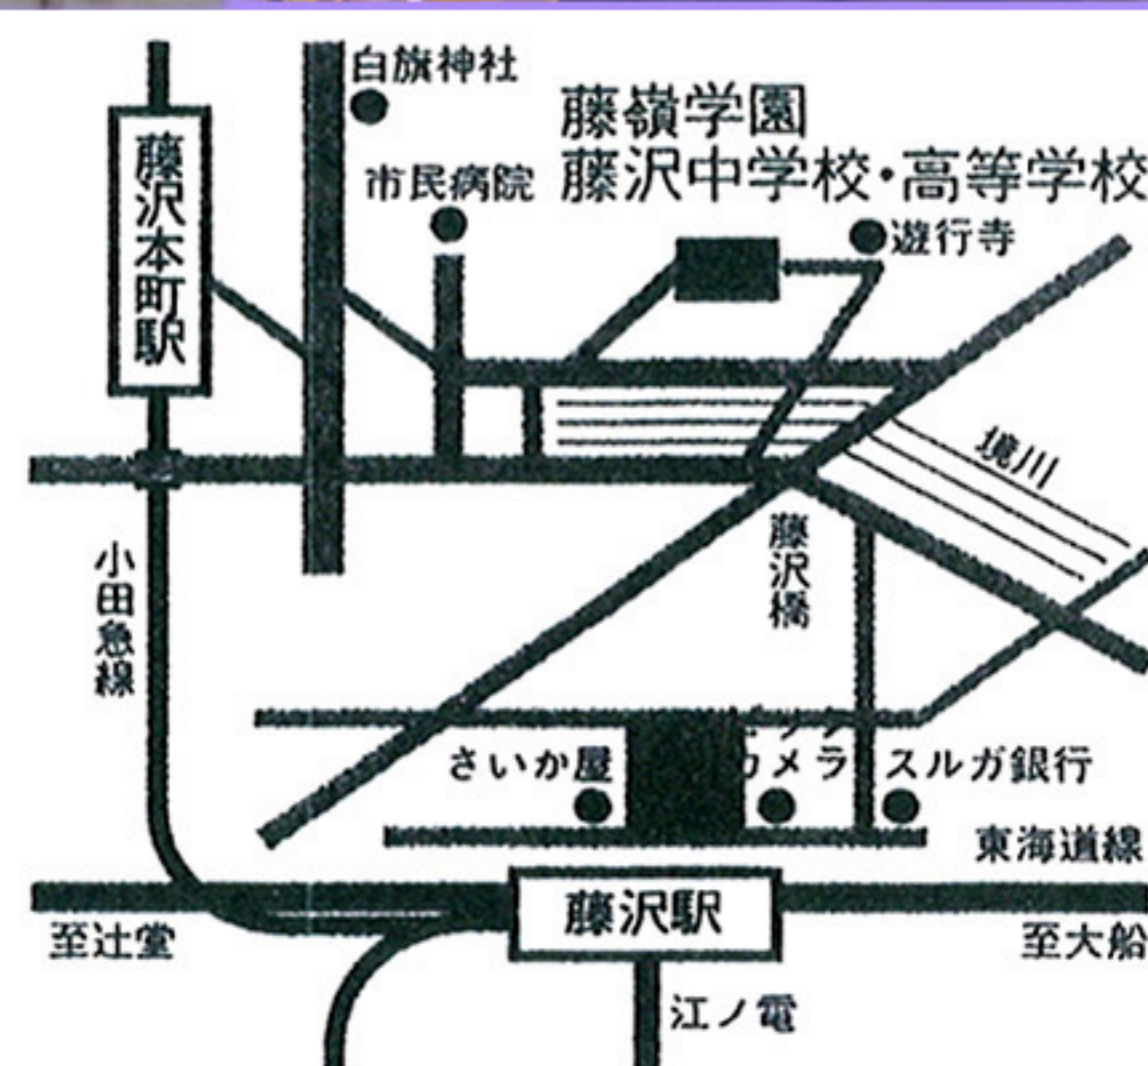 白旗神社
藤嶺学園
藤沢中学校・高等学校
市民病院
遊行寺
藤沢本町駅
境川
藤沢橋
小田急線
ビック
カメラ
さいか屋
スルガ銀行
東海道線
藤沢駅
至辻堂
至大船
江ノ電